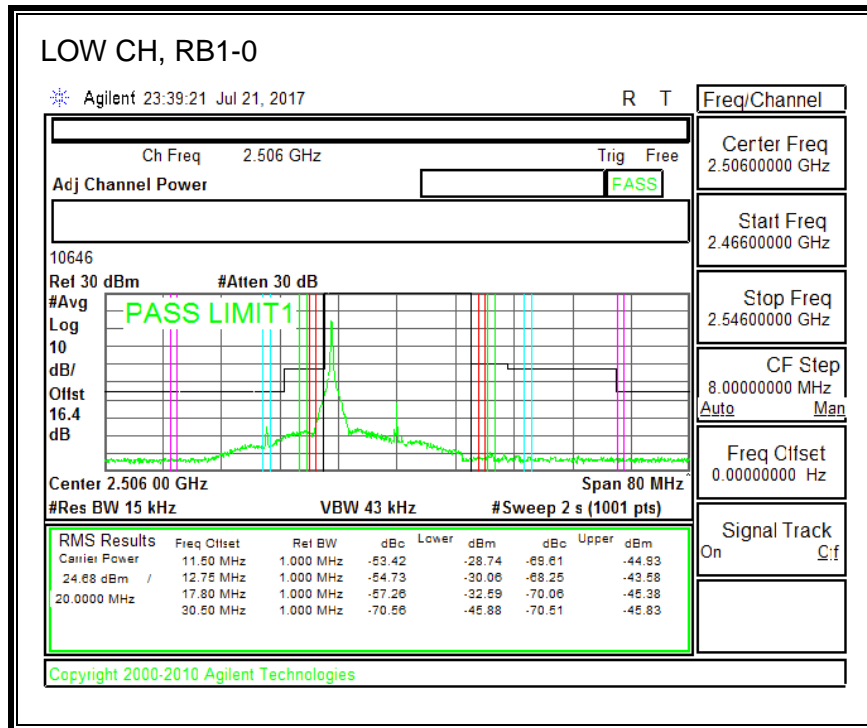 LOW CH, RB1-0
Agilent 23:39:21 Jul 21, 2017 R T
Freq/Channel
Ch Freq 2.506 GHz Trig Free
Adj Channel Power PASS
Center Freq
2.50600000 GHz
Start Freq
2.46600000 GHz
Stop Freq
2.54600000 GHz
CF Step
8.00000000 MHz
Auto Man
Freq Offset
0.00000000 Hz
Signal Track
On Off
10646
Ref 30 dBm #Atten 30 dB
#Avg
Log
10
dB/
Offst
16.4
dB
PASS LIMIT1
Center 2.506 00 GHz Span 80 MHz
#Res BW 15 kHz VBW 43 kHz #Sweep 2 s (1001 pts)
RMS Results Freq Offset Ref BW dBc Lower dBm dBc Upper dBm
Carrier Power 11.50 MHz 1.000 MHz -53.42 -28.74 -69.61 -44.93
24.68 dBm / 12.75 MHz 1.000 MHz -54.73 -30.06 -68.25 -43.58
20.0000 MHz 17.80 MHz 1.000 MHz -57.26 -32.59 -70.06 -45.38
30.50 MHz 1.000 MHz -70.56 -45.88 -70.51 -45.83
Copyright 2000-2010 Agilent Technologies